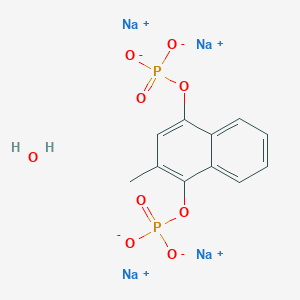 Na +
O - O - Na +
P
O O
H H
O
O
O P O -
- O O -
Na + Na +